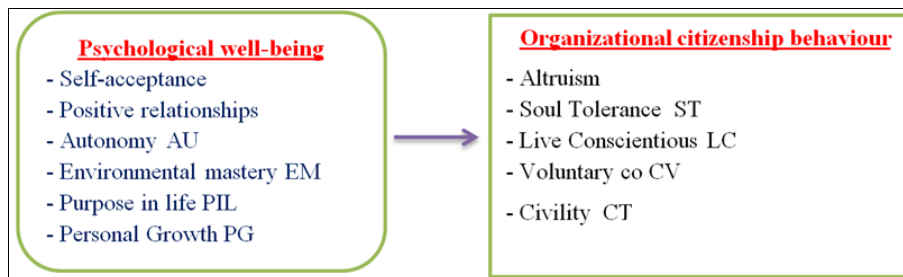 Psychological well-being
- Self-acceptance
- Positive relationships
- Autonomy AU
- Environmental mastery EM
- Purpose in life PIL
- Personal Growth PG
Organizational citizenship behaviour
- Altruism
- Soul Tolerance ST
- Live Conscientious LC
- Voluntary co CV
- Civility CT